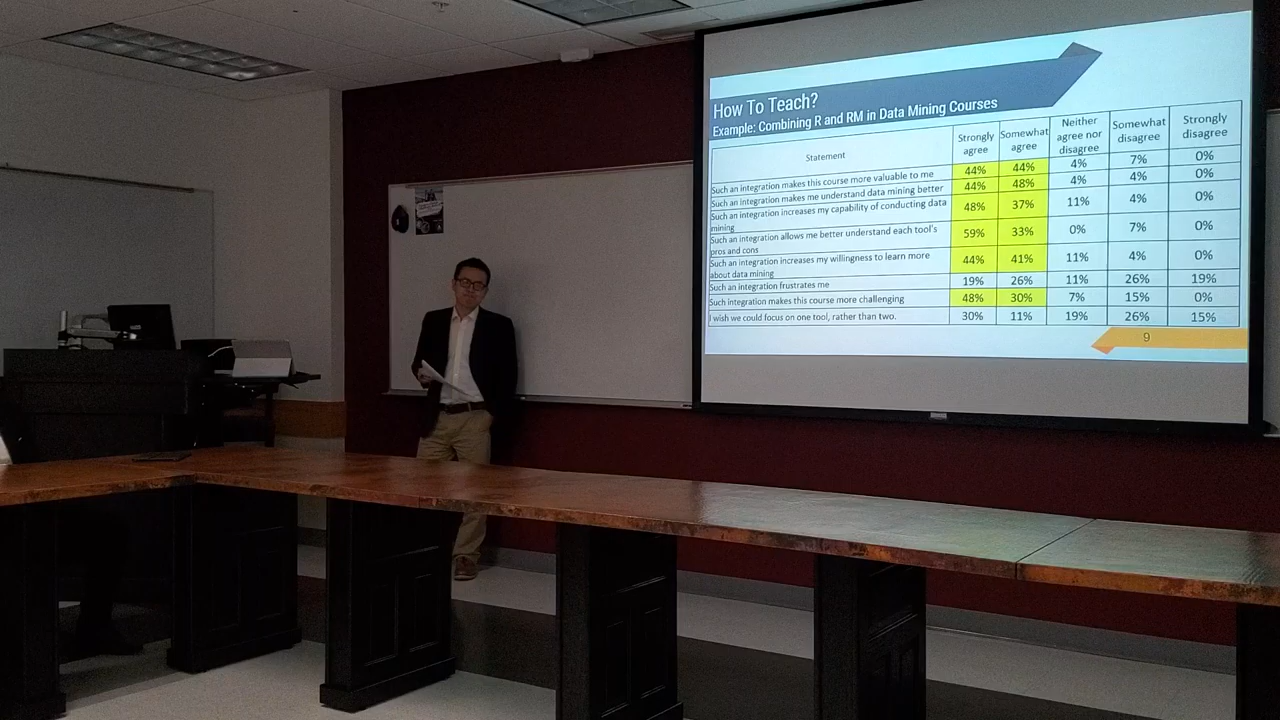 How To Teach?
Example: Combining R and RM in Data Mining Courses
Statement Strongly agree Somewhat agree Neither agree nor disagree Somewhat disagree Strongly disagree
Such an integration makes this course more valuable to me 44% 44% 4% 7% 0%
Such an integration makes me understand data mining better 44% 48% 4% 4% 0%
Such an integration increases my capability of conducting data mining 48% 37% 11% 4% 0%
Such an integration allows me better understand each tool's pros and cons 59% 33% 0% 7% 0%
Such an integration increases my willingness to learn more about data mining 44% 41% 11% 4% 0%
Such an integration frustrates me 19% 26% 11% 26% 19%
Such integration makes this course more challenging 48% 30% 7% 15% 0%
I wish we could focus on one tool, rather than two. 30% 11% 19% 26% 15%
9